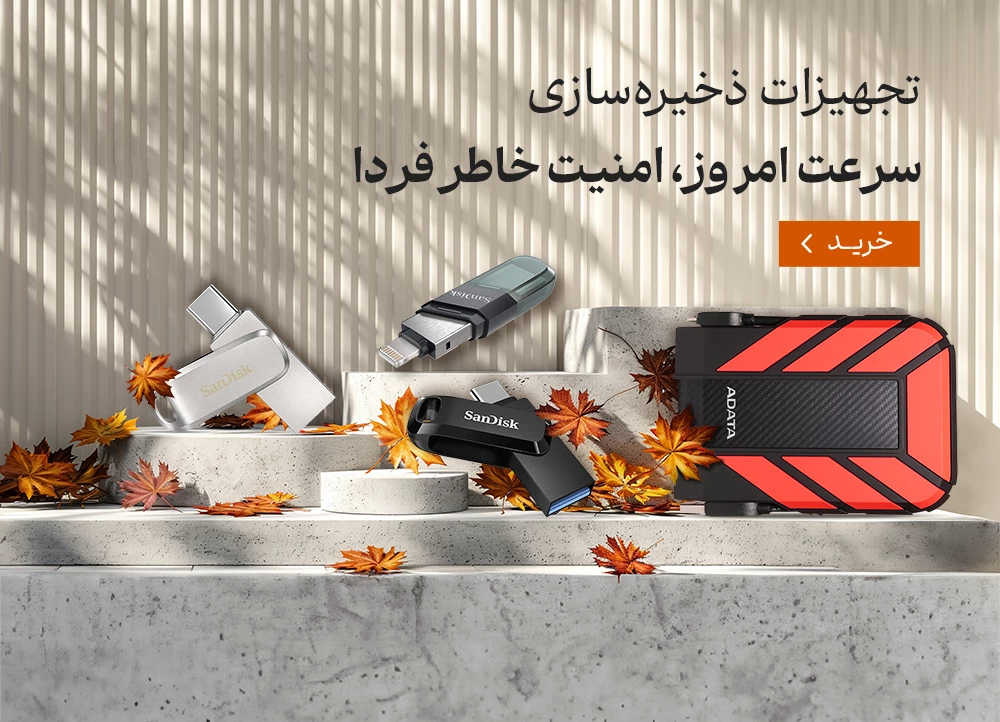 تجهیزات ذخیره‌سازی
سرعت امروز، امنیت خاطر فردا
خرید
SanDisk
SanDisk
SanDisk
ADATA